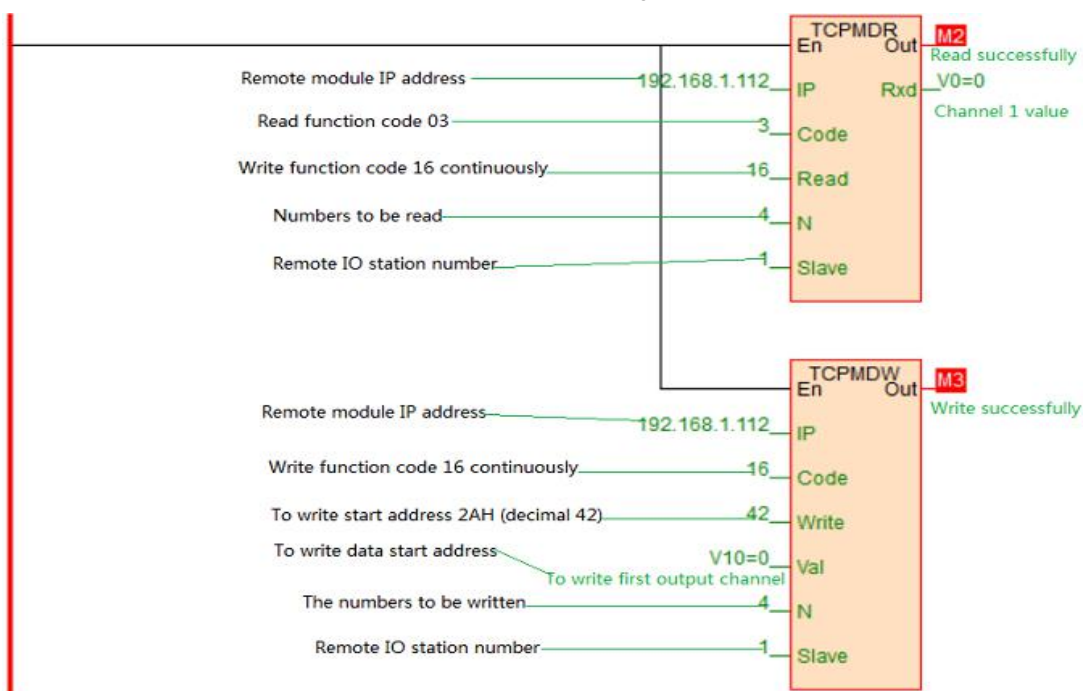 TCPMDR
En Out M2
Read successfully
Remote module IP address 192.168.1.112 IP Rxd V0=0
Channel 1 value
Read function code 03 3 Code
Write function code 16 continuously 16 Read
Numbers to be read 4 N
Remote IO station number 1 Slave
TCPMDW
En Out M3
Write successfully
Remote module IP address 192.168.1.112 IP
Write function code 16 continuously 16 Code
To write start address 2AH (decimal 42) 42 Write
To write data start address V10=0 Val
To write first output channel
The numbers to be written 4 N
Remote IO station number 1 Slave